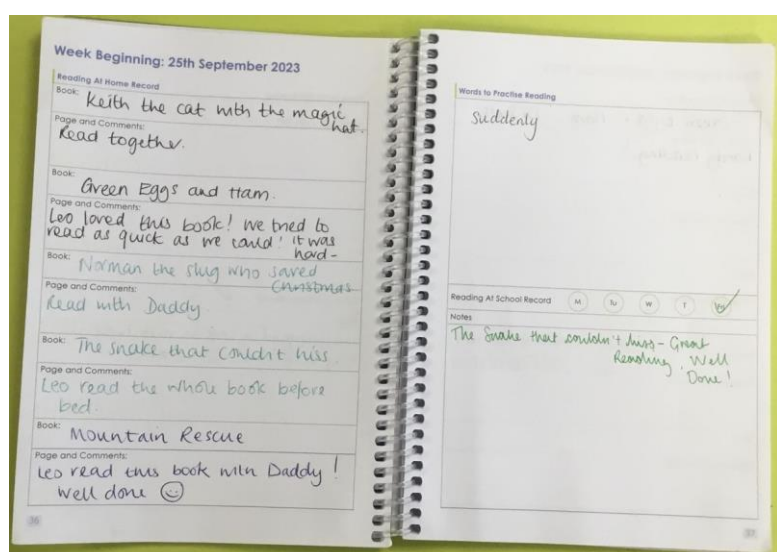 Week Beginning: 25th September 2023
Reading At Home Record
Book: Keith the cat with the magic
hat.
Page and Comments:
Read together.
Book: Green Eggs and Ham.
Page and Comments:
Leo loved this book! We tried to
read as quick as we could! it was
hard-
Book: Norman the slug who saved
Christmas
Page and Comments:
Read with Daddy
Book: The snake that couldn't hiss.
Page and Comments:
Leo read the whole book before
bed.
Book: Mountain Rescue
Page and Comments:
Leo read this book with Daddy!
Well done
36
Words to Practise Reading
suddenly
Reading At School Record M Tu W T
Notes
The Snake that couldn't hiss - Great
Reading, Well
Done!
37